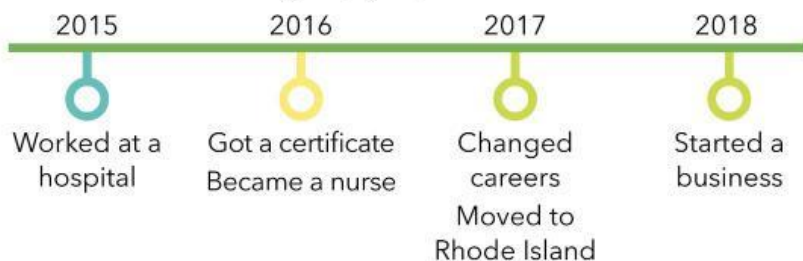 2015
2016
2017
2018
Worked at a
hospital
Got a certificate
Became a nurse
Changed
careers
Moved to
Rhode Island
Started a
business